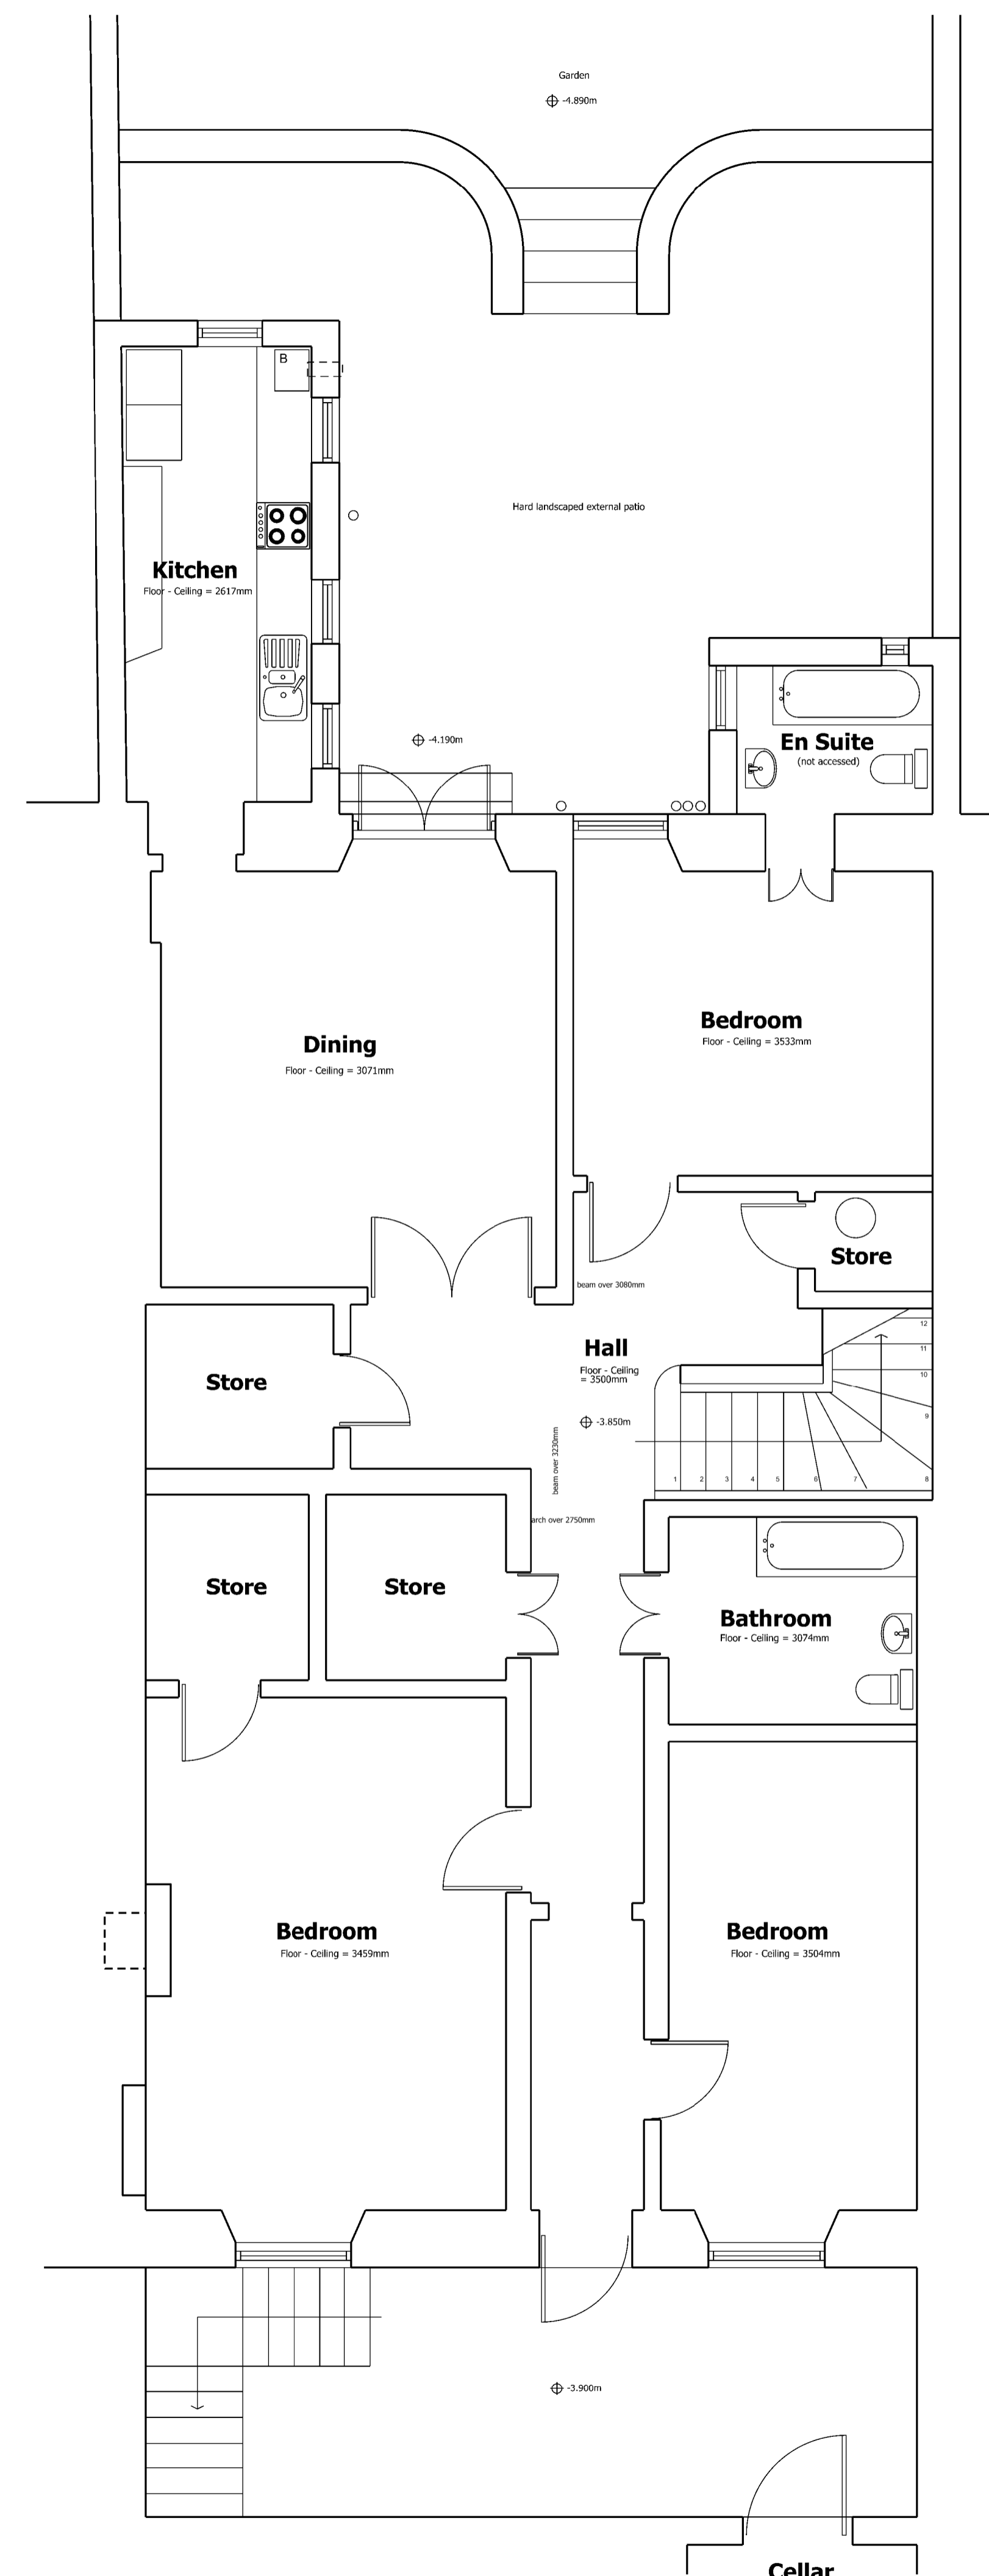 Garden
-4.890m
B
Hard landscaped external patio
Kitchen
Floor - Ceiling = 2617mm
-4.190m
En Suite
(not accessed)
Bedroom
Floor - Ceiling = 3533mm
Dining
Floor - Ceiling = 3071mm
Store
beam over 3080mm
12
11
10
9
8
7
6
5
4
3
2
1
Hall
Floor - Ceiling
= 3500mm
Store
-3.850m
beam over 3230mm
arch over 2750mm
Store
Store
Bathroom
Floor - Ceiling = 3074mm
Bedroom
Floor - Ceiling = 3459mm
Bedroom
Floor - Ceiling = 3504mm
-3.900m
Cellar